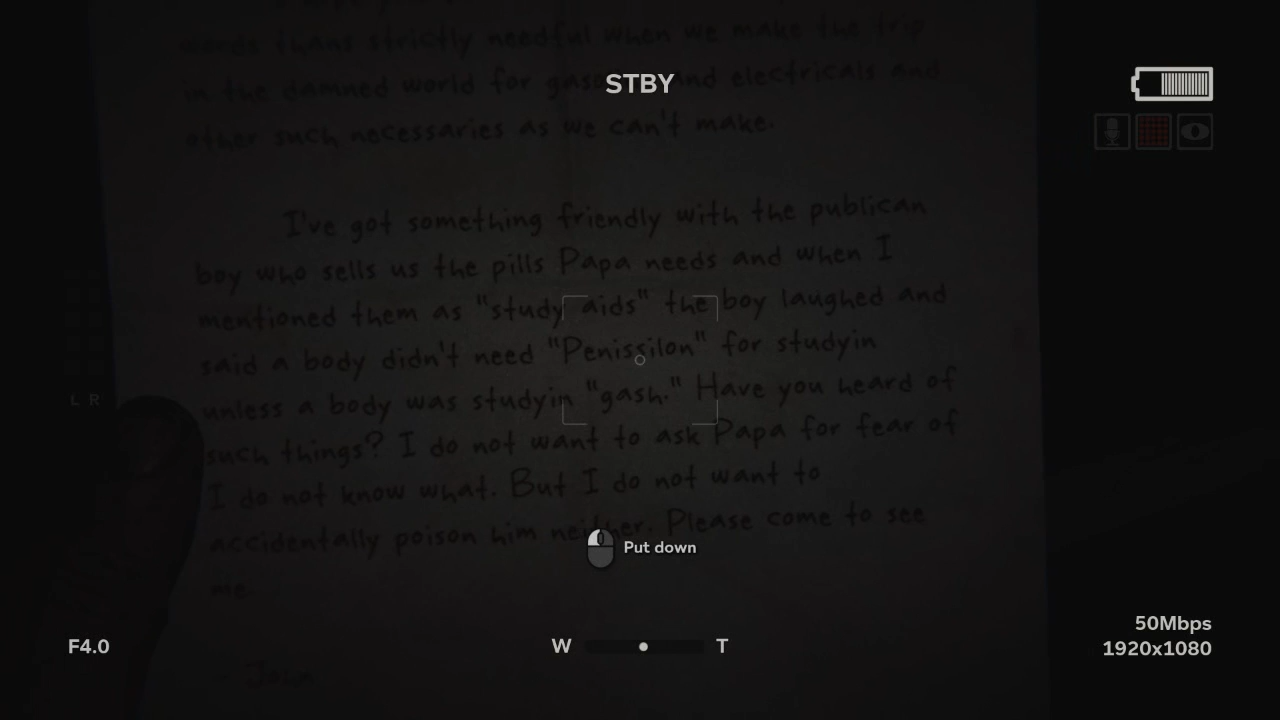 words thans strictly needful when we make the trip
STBY
in the damned world for gaso and electricals and
other such necessaries as we can't make.
I've got something friendly with the publican
boy who sells us the pills Papa needs and when I
mentioned them as "study aids" the boy laughed and
said a body didn't need "Penissilon" for studyin
L R
unless a body was studyin "gash." Have you heard of
such things? I do not want to ask Papa for fear of
I do not know what. But I do not want to
accidentally poison him neither. Please come to see
Put down
me
50Mbps
F4.0
W T
1920x1080